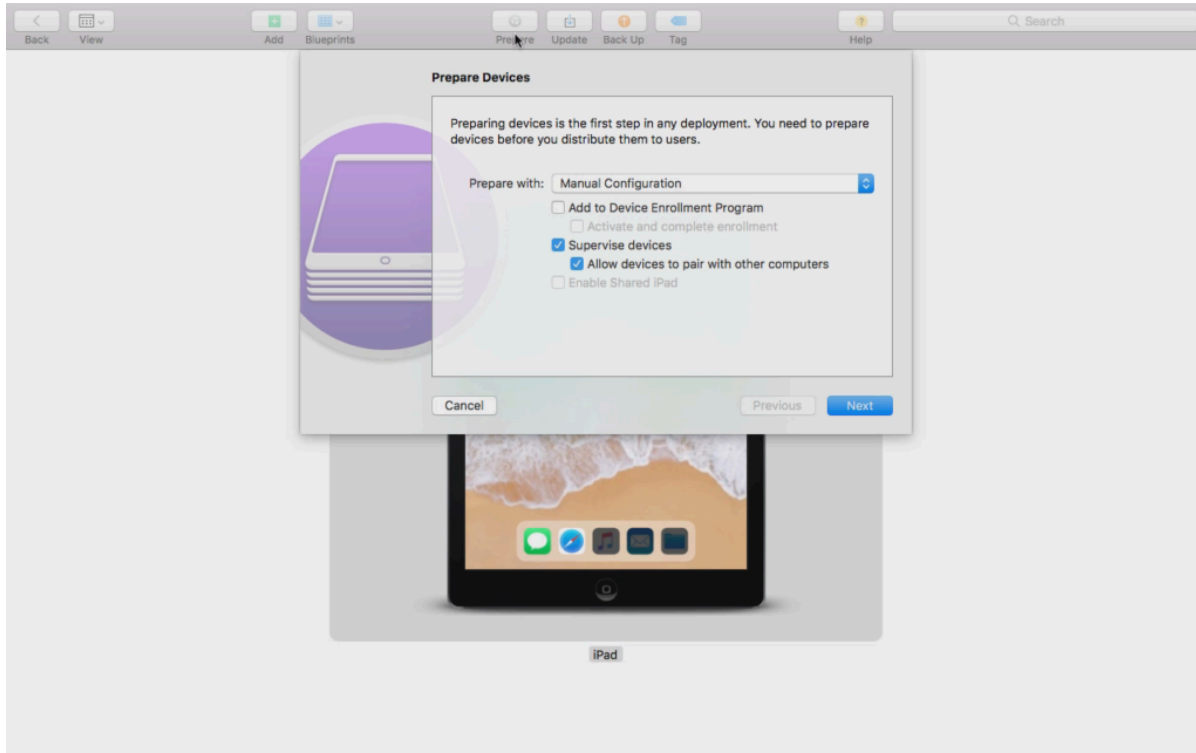 Back
View
Add
Blueprints
Prepare
Update
Back Up
Tag
Help
Search
Prepare Devices
Preparing devices is the first step in any deployment. You need to prepare
devices before you distribute them to users.
Prepare with: Manual Configuration
Add to Device Enrollment Program
Activate and complete enrollment
Supervise devices
Allow devices to pair with other computers
Enable Shared iPad
Cancel
Previous
Next
iPad